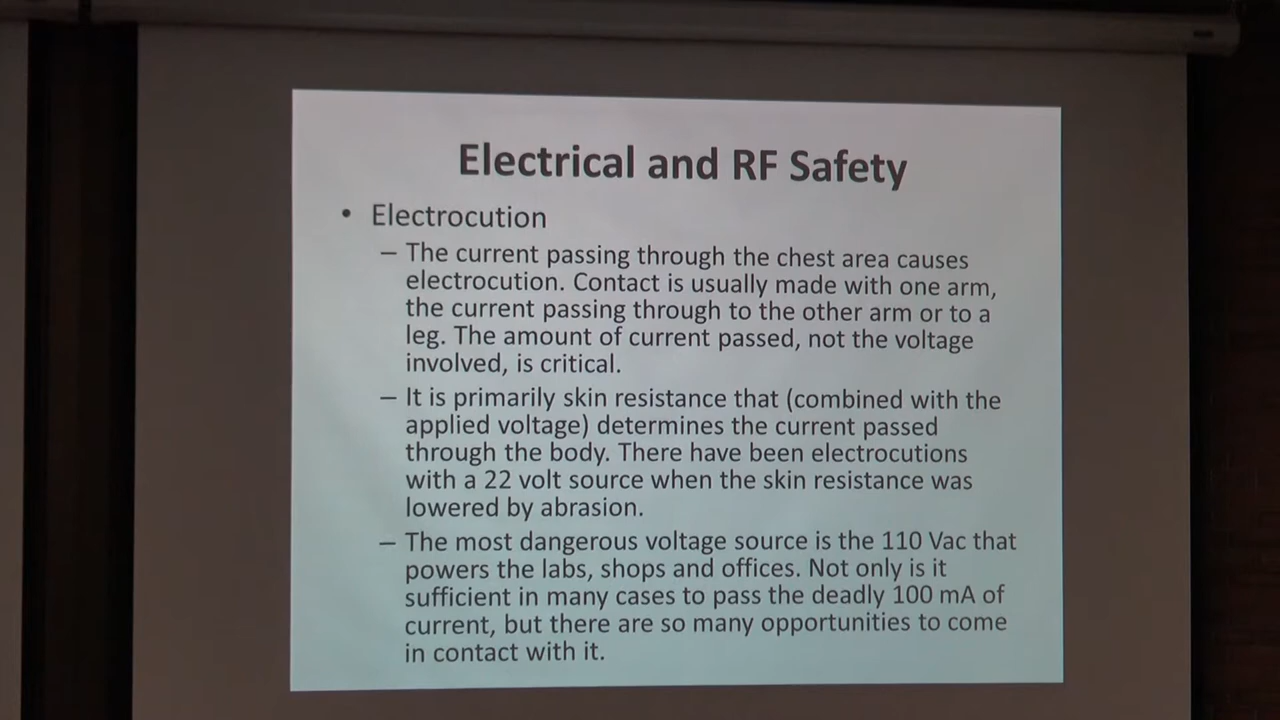 Electrical and RF Safety
• Electrocution
– The current passing through the chest area causes
electrocution. Contact is usually made with one arm,
the current passing through to the other arm or to a
leg. The amount of current passed, not the voltage
involved, is critical.
– It is primarily skin resistance that (combined with the
applied voltage) determines the current passed
through the body. There have been electrocutions
with a 22 volt source when the skin resistance was
lowered by abrasion.
– The most dangerous voltage source is the 110 Vac that
powers the labs, shops and offices. Not only is it
sufficient in many cases to pass the deadly 100 mA of
current, but there are so many opportunities to come
in contact with it.